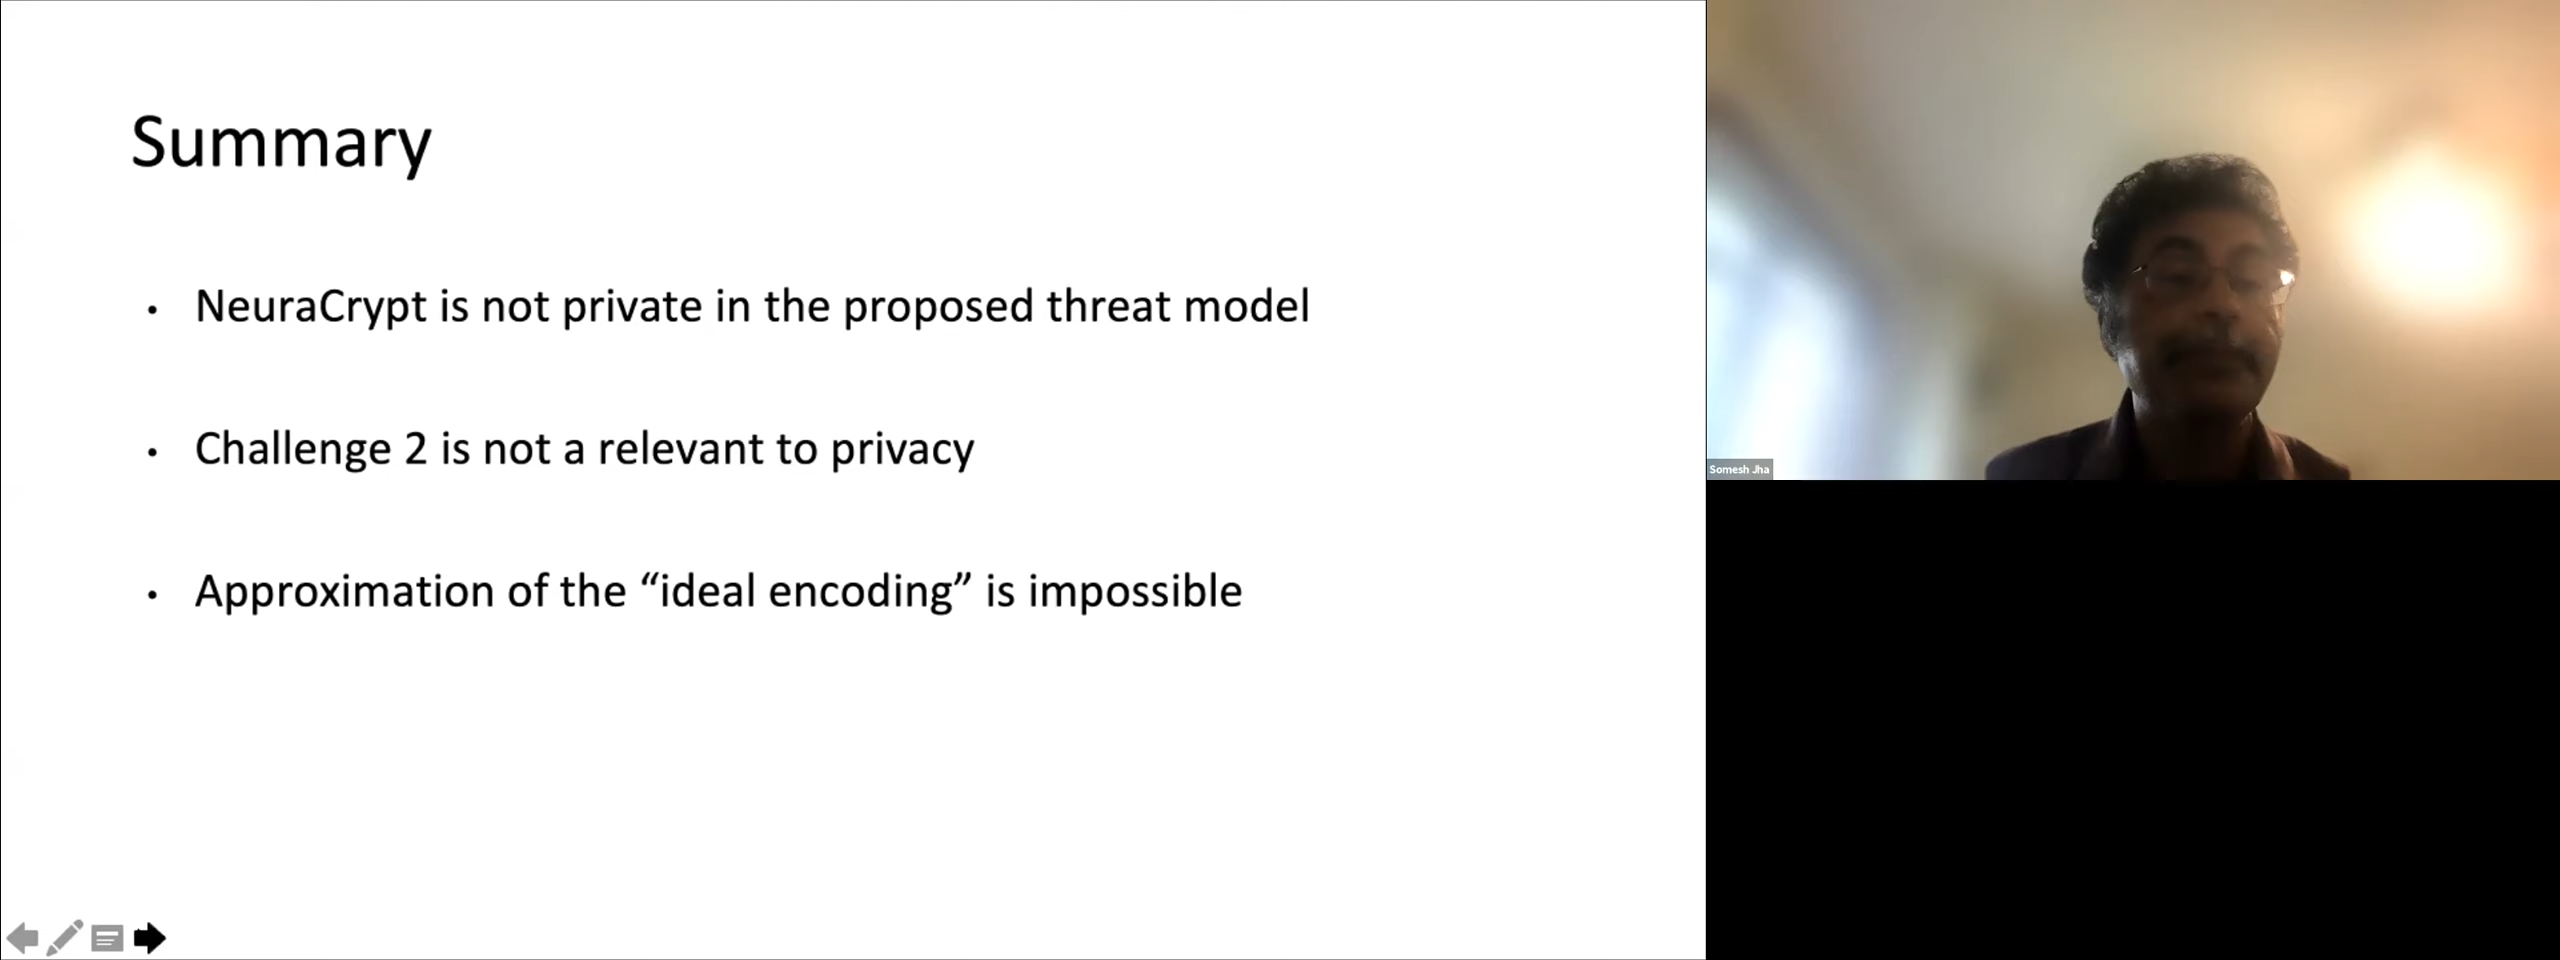 Summary
• NeuraCrypt is not private in the proposed threat model
• Challenge 2 is not a relevant to privacy
• Approximation of the “ideal encoding” is impossible
Somesh Jha